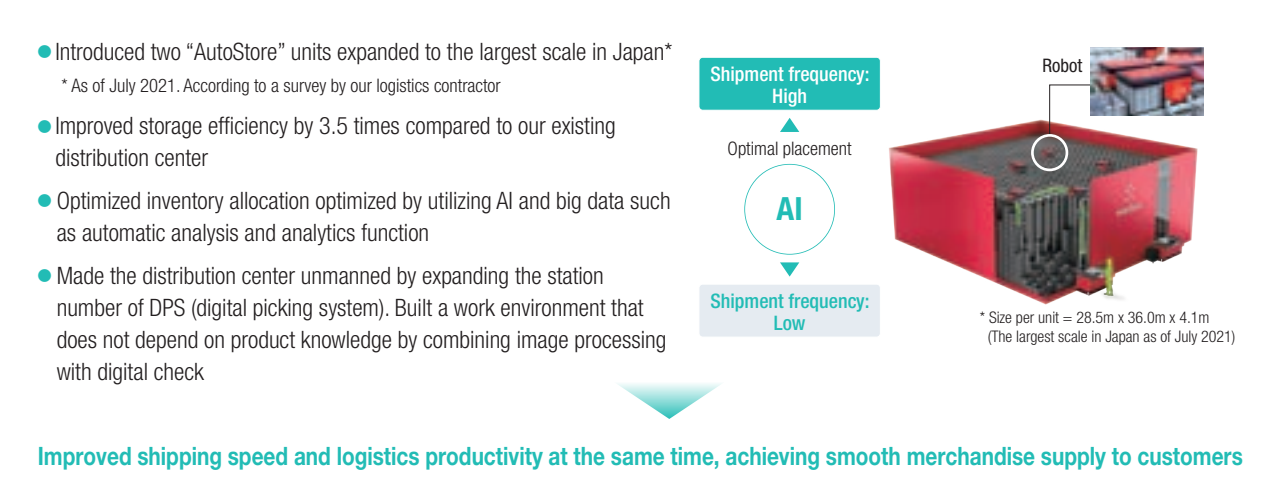 Introduced two “AutoStore” units expanded to the largest scale in Japan*
* As of July 2021. According to a survey by our logistics contractor
Improved storage efficiency by 3.5 times compared to our existing
distribution center
Optimized inventory allocation optimized by utilizing AI and big data such
as automatic analysis and analytics function
Made the distribution center unmanned by expanding the station
number of DPS (digital picking system). Built a work environment that
does not depend on product knowledge by combining image processing
with digital check
Shipment frequency:
High
Optimal placement
AI
Shipment frequency:
Low
Robot
* Size per unit = 28.5m x 36.0m x 4.1m
(The largest scale in Japan as of July 2021)
Improved shipping speed and logistics productivity at the same time, achieving smooth merchandise supply to customers